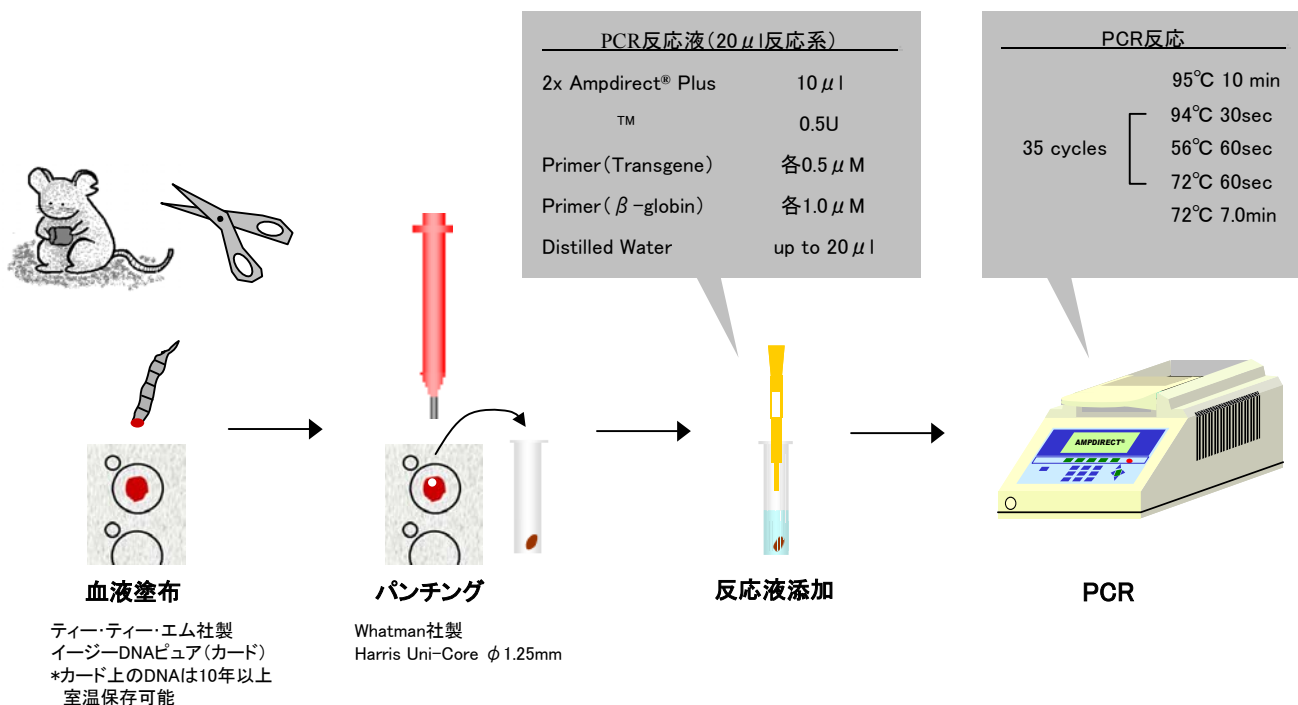 PCR反応液(20μl反応系)
2x Ampdirect® Plus 10μl
™ 0.5U
Primer(Transgene) 各0.5μM
Primer(β-globin) 各1.0μM
Distilled Water up to 20μl
PCR反応
95℃ 10 min
94℃ 30sec
35 cycles 56℃ 60sec
72℃ 60sec
72℃ 7.0min
AMPDIRECT®
血液塗布
ティー・ティー・エム社製
イージーDNAピュア(カード)
*カード上のDNAは10年以上
室温保存可能
パンチング
Whatman社製
Harris Uni-Core φ1.25mm
反応液添加
PCR